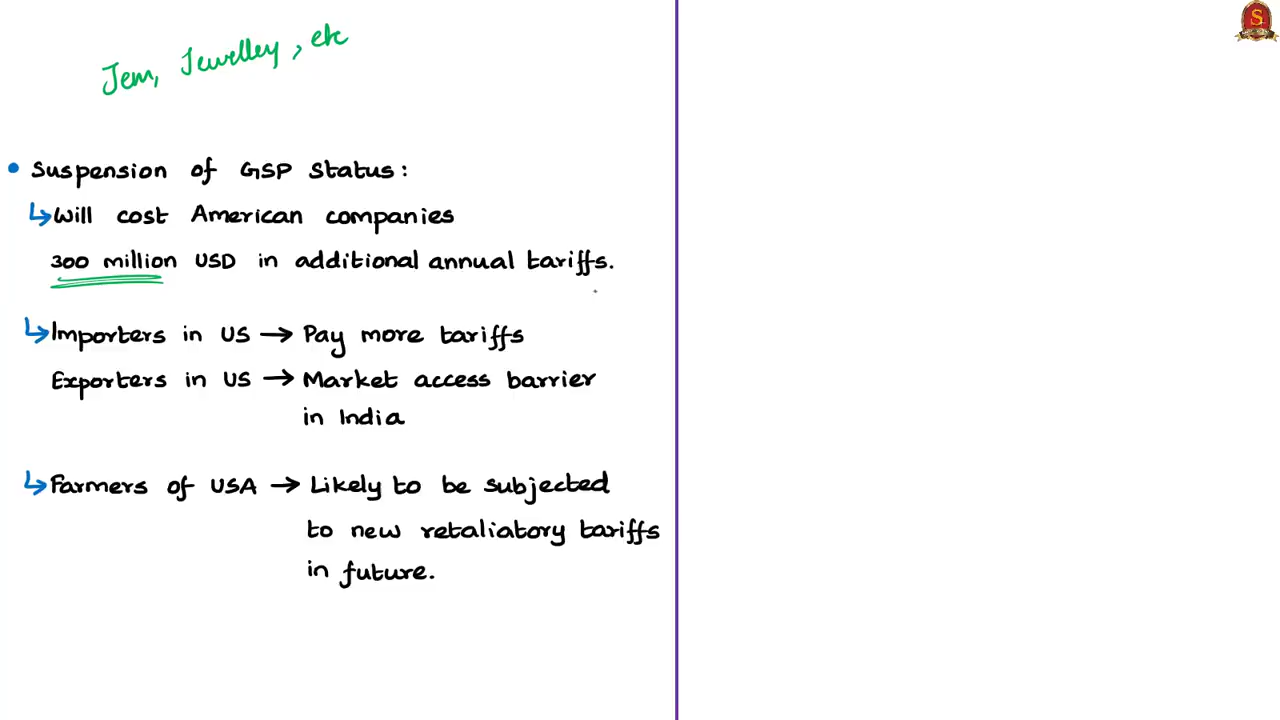 Jem, Jewelley, etc
Suspension of GSP Status:
Will cost American companies
300 million USD in additional annual tariffs.
Importers in US → Pay more tariffs
Exporters in US → Market access barrier
in India
Farmers of USA → Likely to be subjected
to new retaliatory tariffs
in future.
S